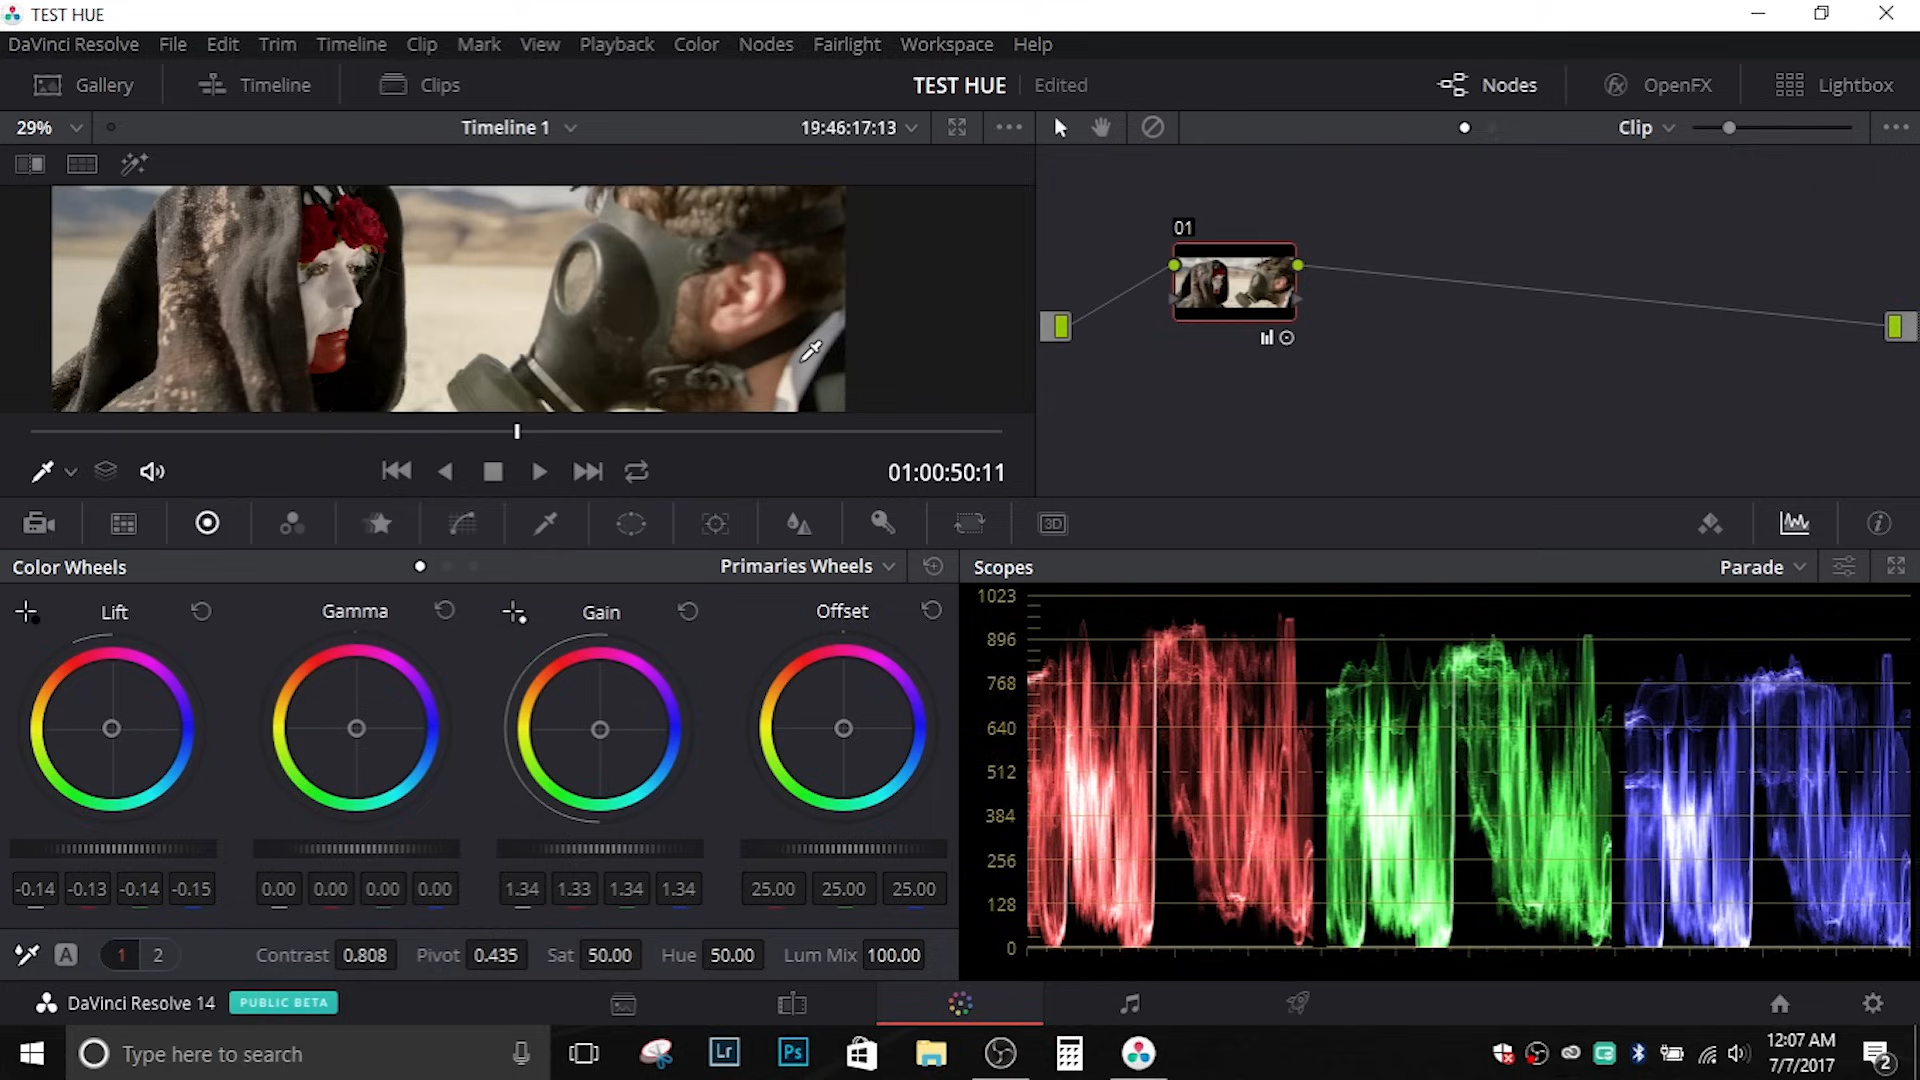 TEST HUE
DaVinci Resolve File Edit Trim Timeline Clip Mark View Playback Color Nodes Fairlight Workspace Help
Gallery Timeline Clips TEST HUE Edited Nodes OpenFX Lightbox
29% Timeline 1 19:46:17:13 Clip
01
01:00:50:11
3D
Color Wheels Primaries Wheels Scopes Parade
Lift Gamma Gain Offset
1023
896
768
640
512
384
256
128
0
-0.14 -0.13 -0.14 -0.15 0.00 0.00 0.00 0.00 1.34 1.33 1.34 1.34 25.00 25.00 25.00
A 1 2 Contrast 0.808 Pivot 0.435 Sat 50.00 Hue 50.00 Lum Mix 100.00
DaVinci Resolve 14 PUBLIC BETA
Type here to search Lr Ps 12:07 AM
7/7/2017
2